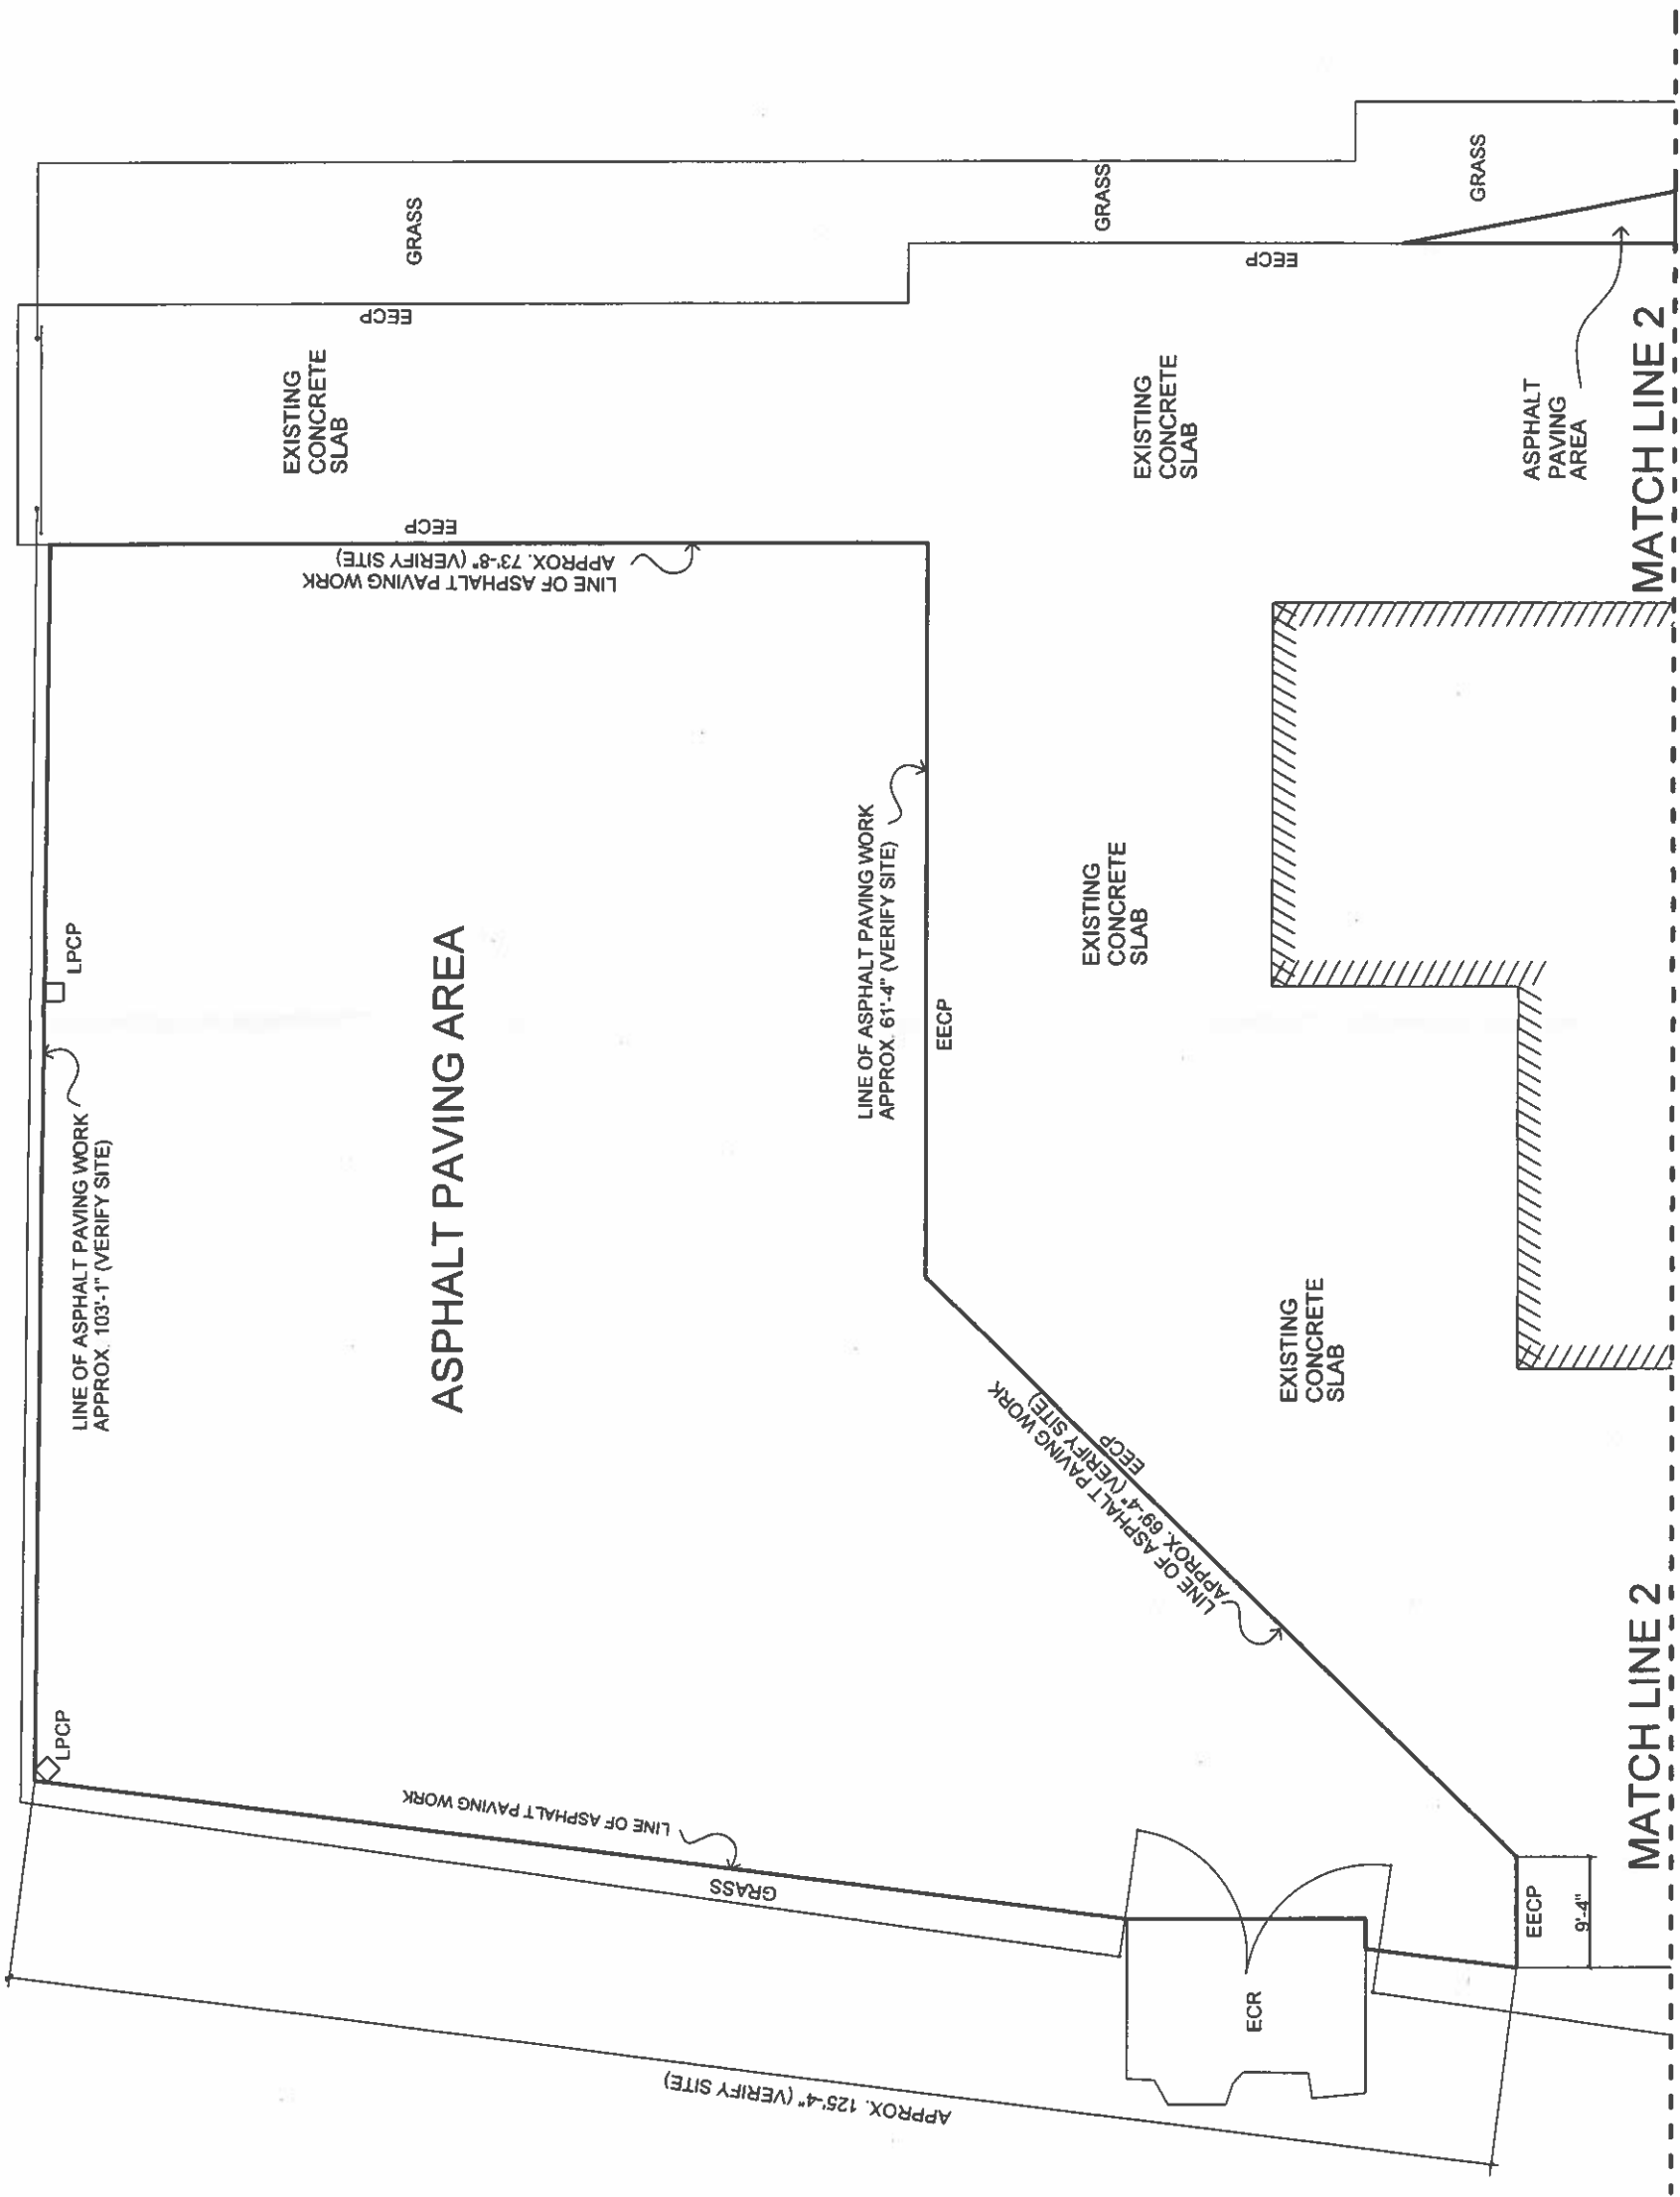 LPCP
LINE OF ASPHALT PAVING WORK
APPROX. 103'-1" (VERIFY SITE)
LPCP
EXISTING
CONCRETE
SLAB
EECP
GRASS
EECP
LINE OF ASPHALT PAVING WORK
APPROX. 73'-8" (VERIFY SITE)
ASPHALT PAVING AREA
LINE OF ASPHALT PAVING WORK
GRASS
APPROX. 125'-4" (VERIFY SITE)
LINE OF ASPHALT PAVING WORK
APPROX. 61'-4" (VERIFY SITE)
EECP
EXISTING
CONCRETE
SLAB
EXISTING
CONCRETE
SLAB
GRASS
EECP
GRASS
LINE OF ASPHALT PAVING WORK
APPROX. 69'-4" (VERIFY SITE)
EECP
EXISTING
CONCRETE
SLAB
ECR
EECP
9'-4"
ASPHALT
PAVING
AREA
MATCH LINE 2
MATCH LINE 2